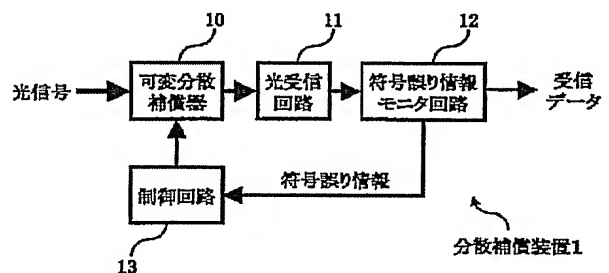 10
11
12
光信号
可変分散
補償器
光受信
回路
符号誤り情報
モニタ回路
受信
データ
制御回路
符号誤り情報
13
分散補償装置1